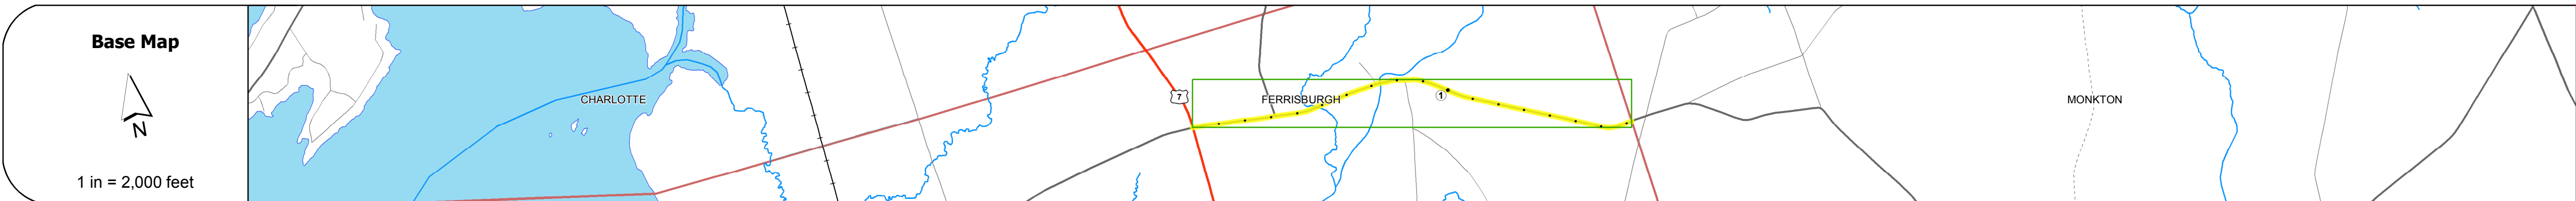 Base Map
N
1 in = 2,000 feet
CHARLOTTE
7
FERRISBURGH
1
MONKTON